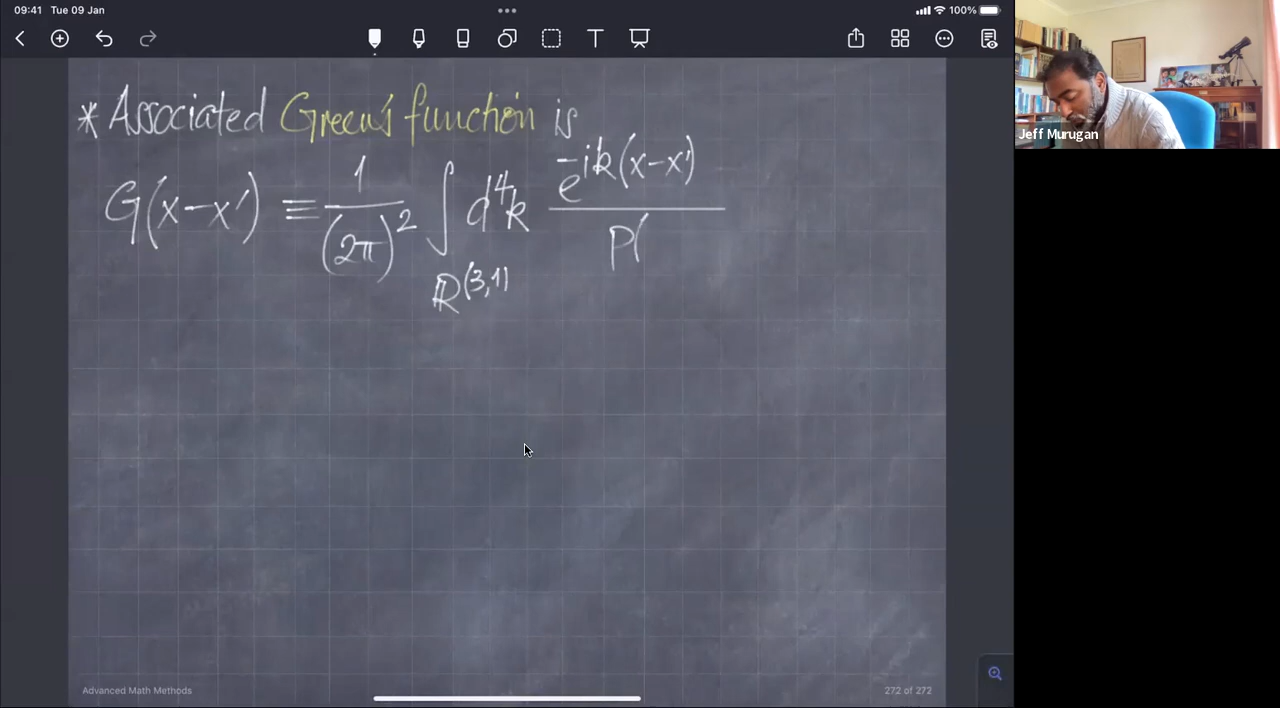 09:41 Tue 09 Jan
100%
* Associated Green's function is
G(x-x') ≡ 1/(2π)² ∫_{ℝ^(3,1)} d⁴k e^{-ik(x-x')}/P(
Jeff Murugan
Advanced Math Methods
272 of 272